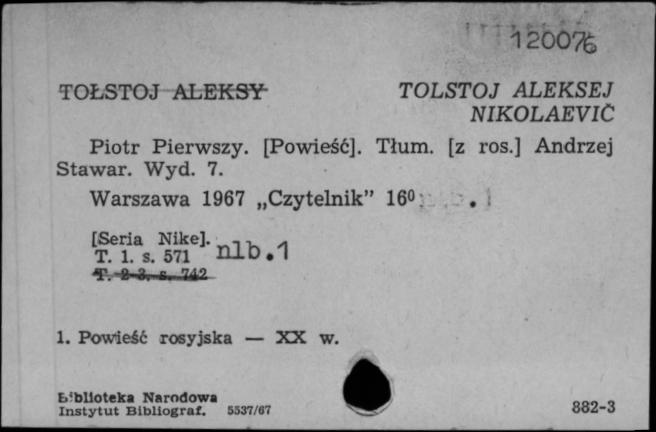 120076
TOŁSTOJ ALEKSY TOLSTOJ ALEKSEJ
NIKOLAEVIČ
Piotr Pierwszy. [Powieść]. Tłum. [z ros.] Andrzej
Stawar. Wyd. 7.
Warszawa 1967 „Czytelnik” 16⁰
[Seria Nike].
T. 1. s. 571 nlb.1
T. 2-3. s. 742
1. Powieść rosyjska — XX w.
Biblioteka Narodowa
Instytut Bibliograf. 5537/67 882-3